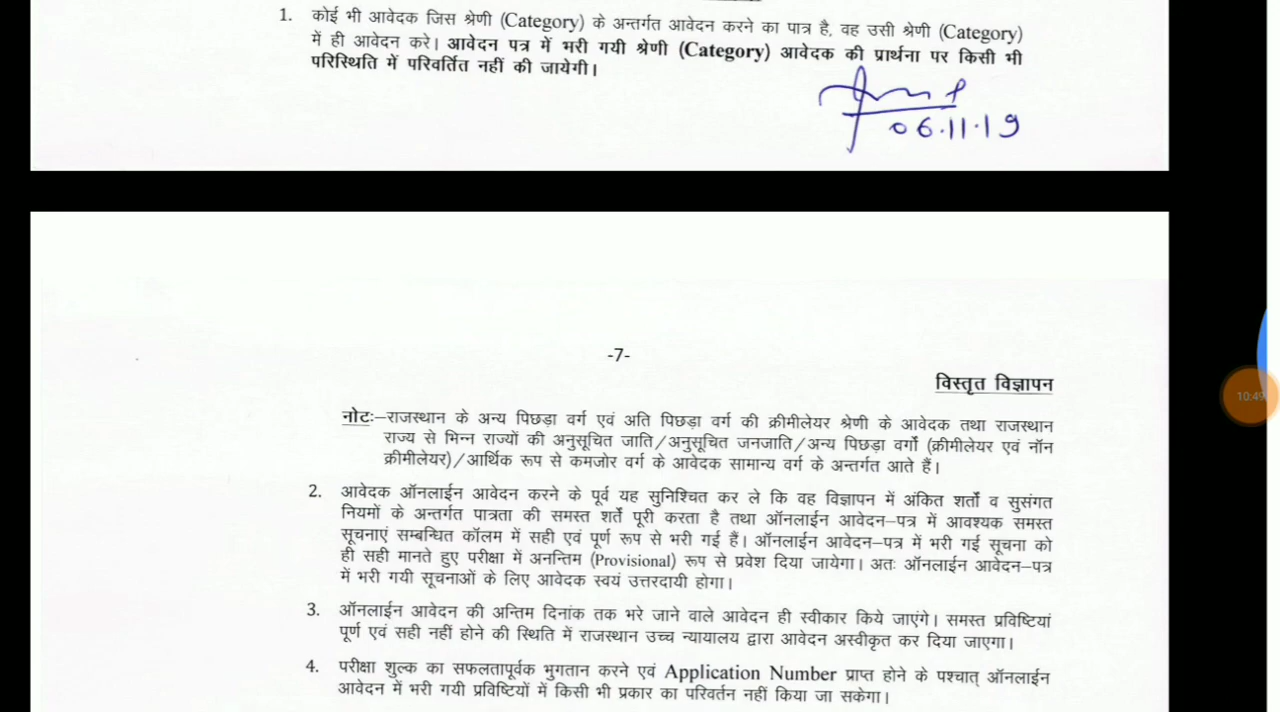 1. कोई भी आवेदक जिस श्रेणी (Category) के अन्तर्गत आवेदन करने का पात्र है, वह उसी श्रेणी (Category)
में ही आवेदन करे। आवेदन पत्र में भरी गयी श्रेणी (Category) आवेदक की प्रार्थना पर किसी भी
परिस्थिति में परिवर्तित नहीं की जायेगी।
06.11.19
-7-
विस्तृत विज्ञापन
10:49
नोटः–राजस्थान के अन्य पिछड़ा वर्ग एवं अति पिछड़ा वर्ग की क्रीमीलेयर श्रेणी के आवेदक तथा राजस्थान
राज्य से भिन्न राज्यों की अनुसूचित जाति/अनुसूचित जनजाति/अन्य पिछड़ा वर्गो (क्रीमीलेयर एवं नॉन
क्रीमीलेयर)/आर्थिक रूप से कमजोर वर्ग के आवेदक सामान्य वर्ग के अन्तर्गत आते हैं।
2. आवेदक ऑनलाईन आवेदन करने के पूर्व यह सुनिश्चित कर ले कि वह विज्ञापन में अंकित शर्तों व सुसंगत
नियमों के अन्तर्गत पात्रता की समस्त शर्तें पूरी करता है तथा ऑनलाईन आवेदन–पत्र में आवश्यक समस्त
सूचनाएं सम्बन्धित कॉलम में सही एवं पूर्ण रूप से भरी गई हैं। ऑनलाईन आवेदन–पत्र में भरी गई सूचना को
ही सही मानते हुए परीक्षा में अनन्तिम (Provisional) रूप से प्रवेश दिया जायेगा। अतः ऑनलाईन आवेदन–पत्र
में भरी गयी सूचनाओं के लिए आवेदक स्वयं उत्तरदायी होगा।
3. ऑनलाईन आवेदन की अन्तिम दिनांक तक भरे जाने वाले आवेदन ही स्वीकार किये जाएंगे। समस्त प्रविष्टियां
पूर्ण एवं सही नहीं होने की स्थिति में राजस्थान उच्च न्यायालय द्वारा आवेदन अस्वीकृत कर दिया जाएगा।
4. परीक्षा शुल्क का सफलतापूर्वक भुगतान करने एवं Application Number प्राप्त होने के पश्चात् ऑनलाईन
आवेदन में भरी गयी प्रविष्टियों में किसी भी प्रकार का परिवर्तन नहीं किया जा सकेगा।